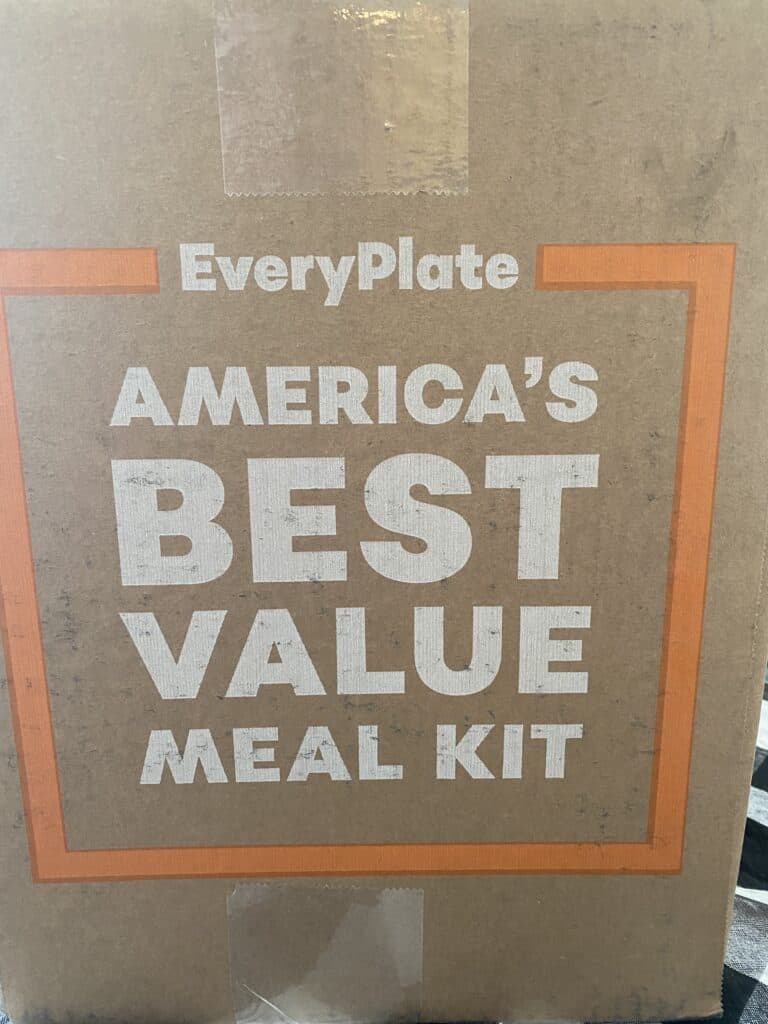 EveryPlate
AMERICA'S
BEST
VALUE
MEAL KIT